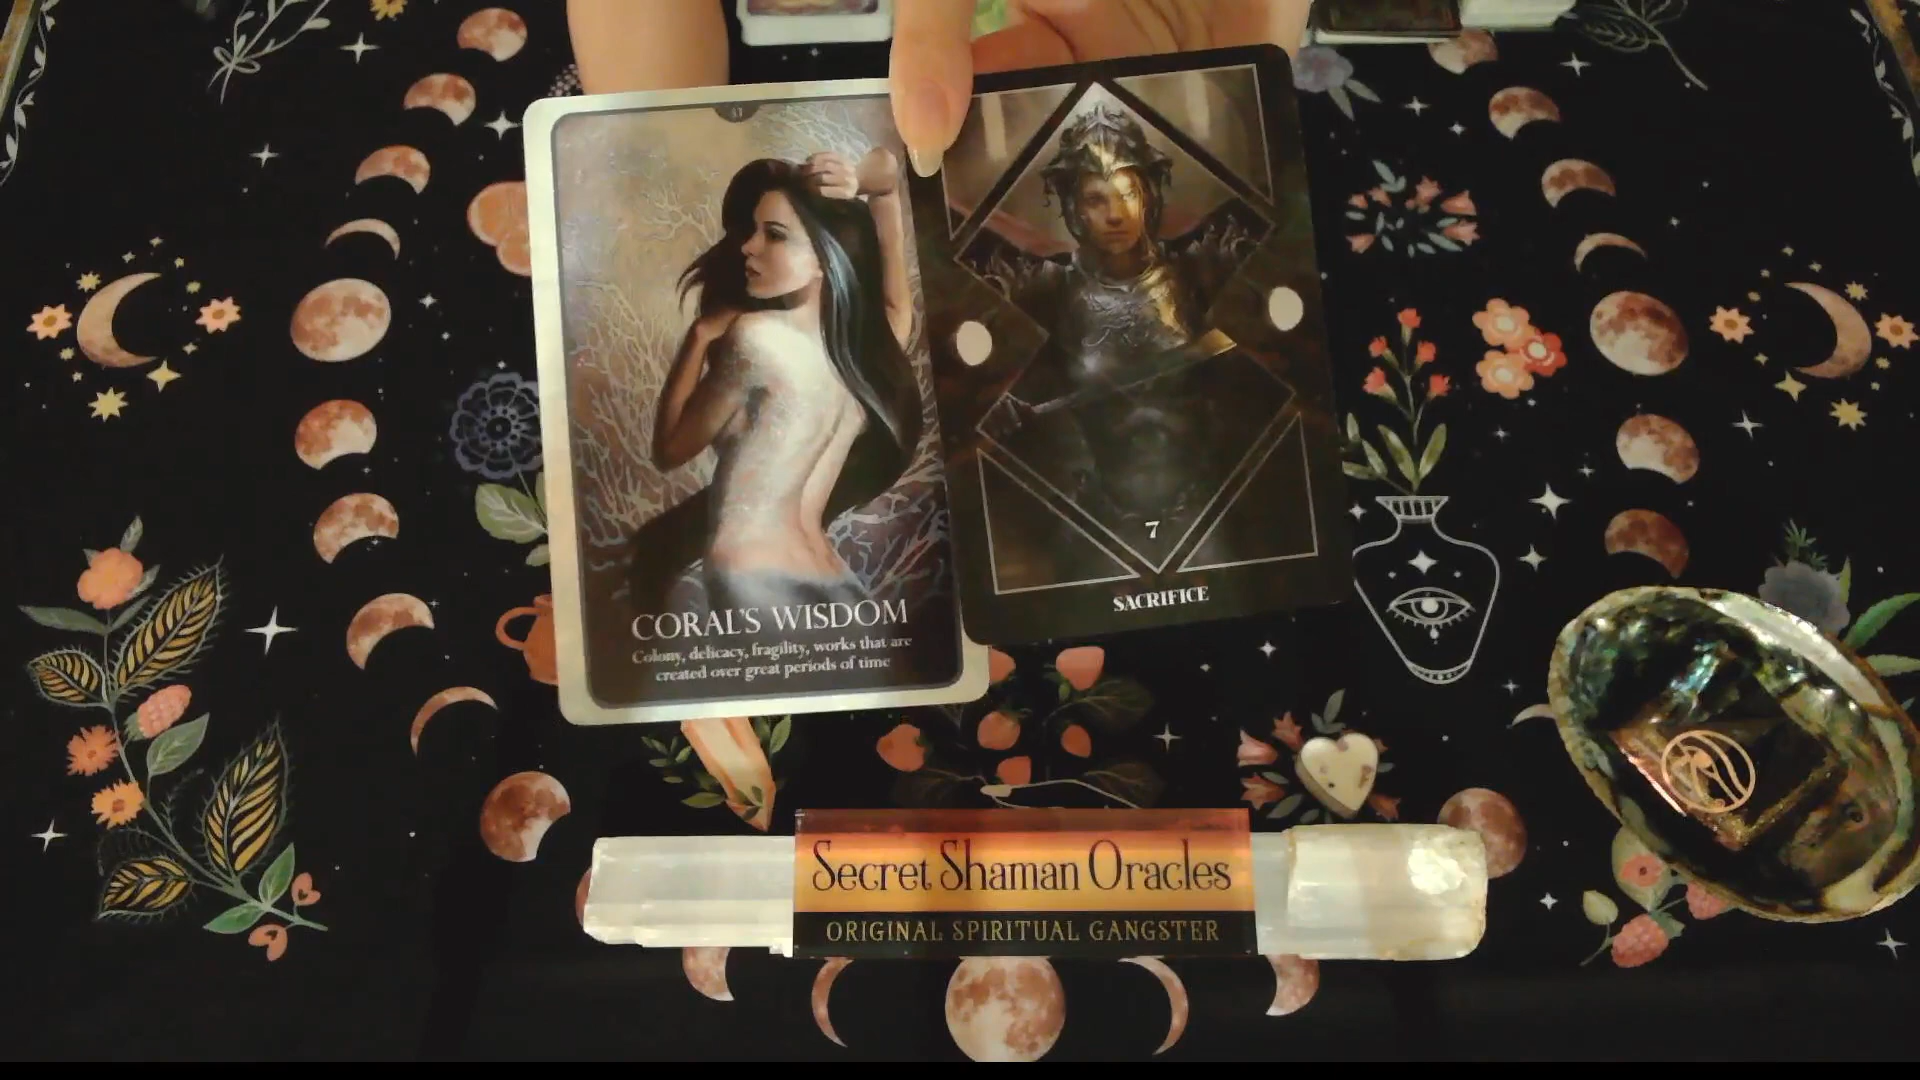 CORAL'S WISDOM
Colony, delicacy, fragility, works that are
created over great periods of time
7
SACRIFICE
Secret Shaman Oracles
ORIGINAL SPIRITUAL GANGSTER